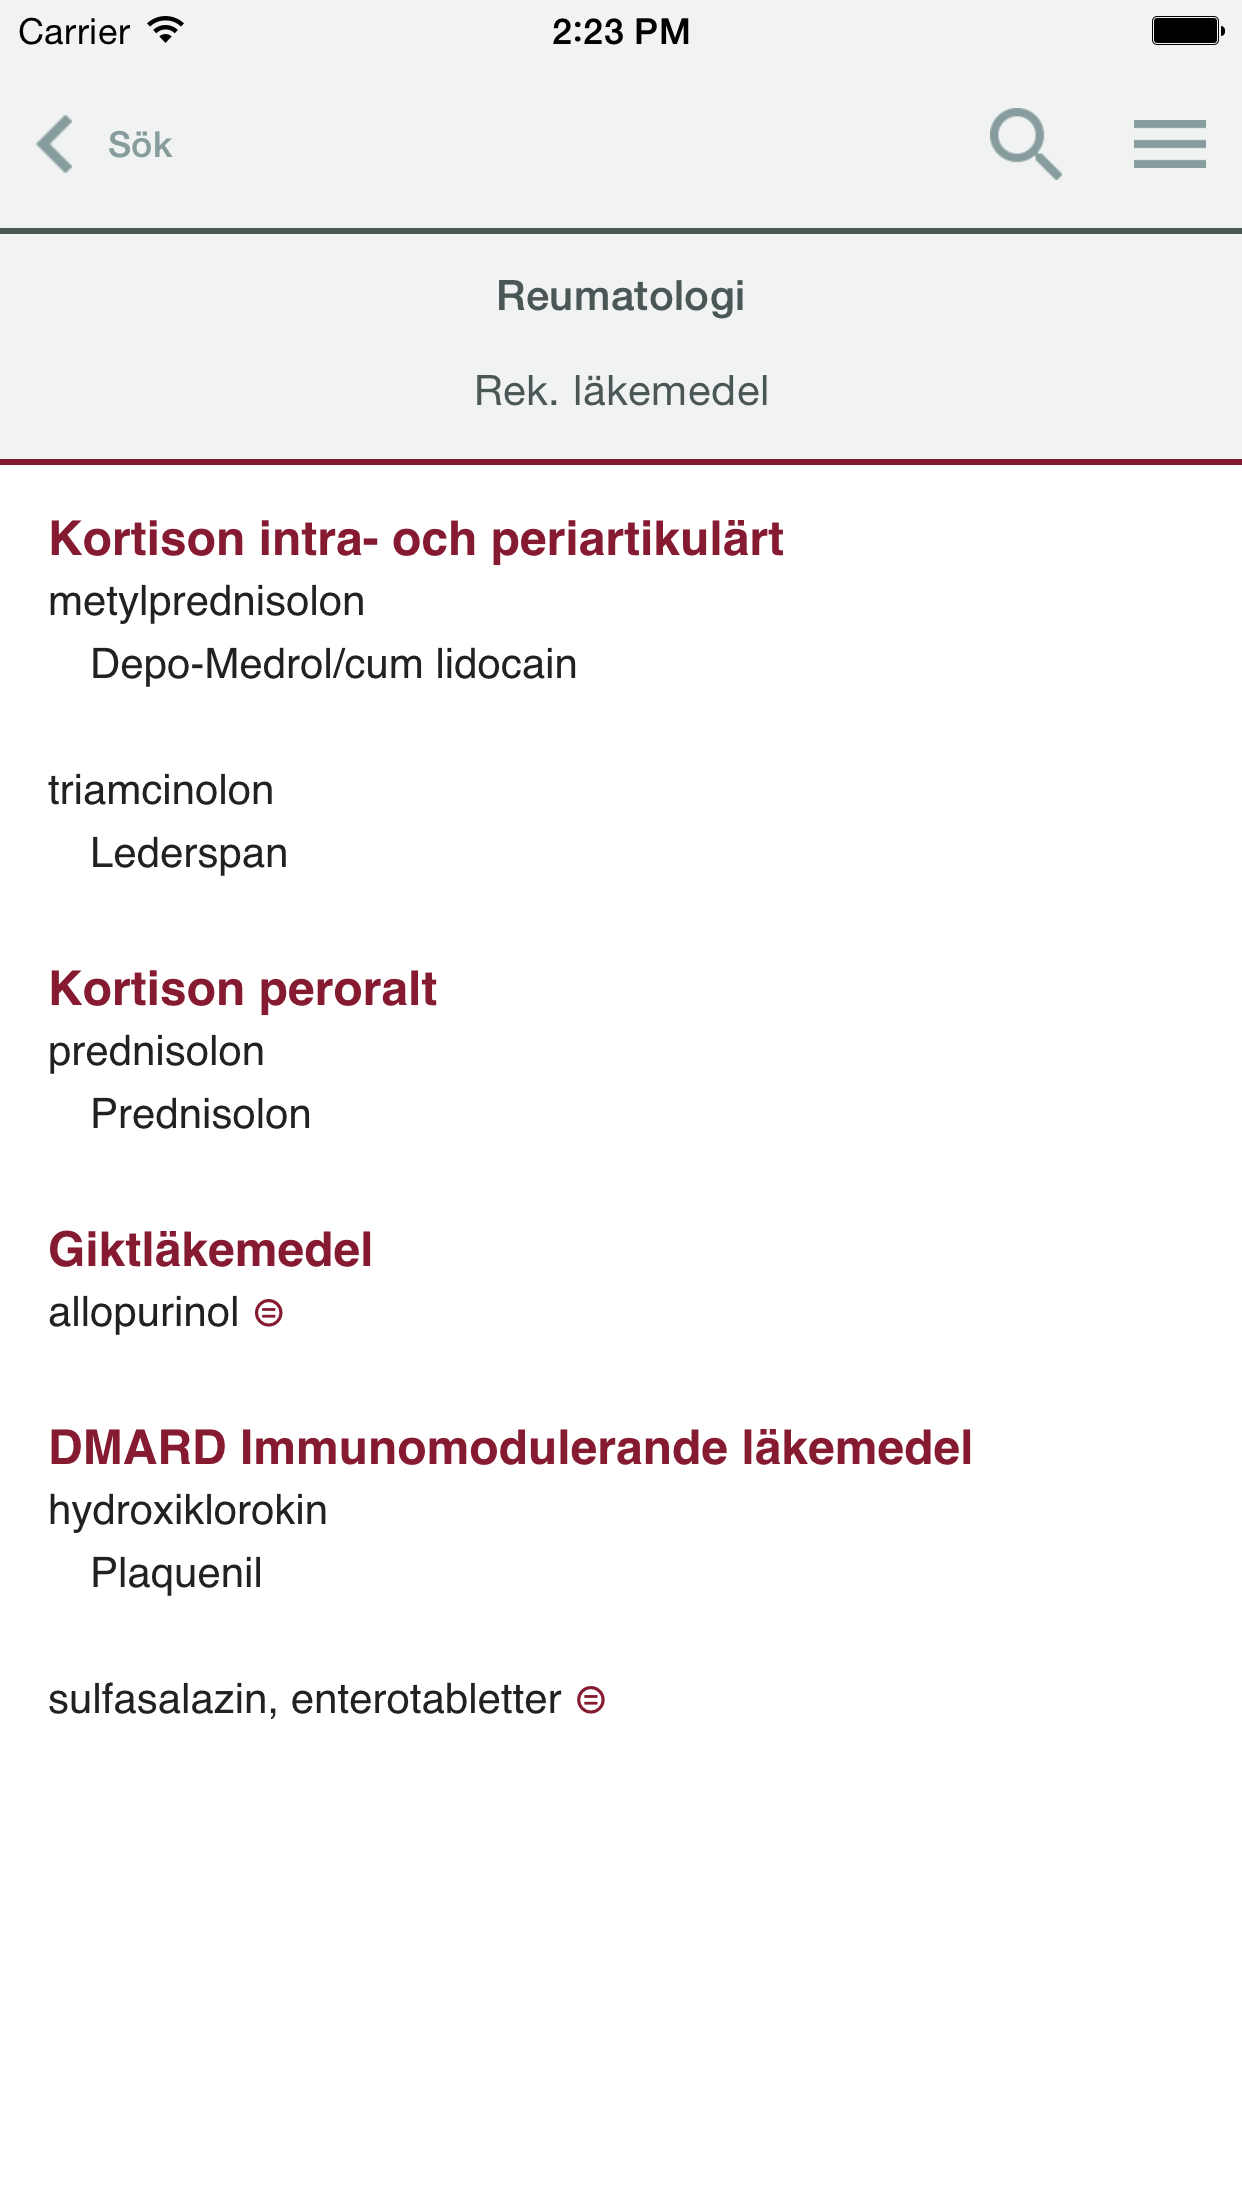 Carrier
2:23 PM
Sök
Reumatologi
Rek. läkemedel
Kortison intra- och periartikulärt
metylprednisolon
Depo-Medrol/cum lidocain
triamcinolon
Lederspan
Kortison peroralt
prednisolon
Prednisolon
Giktläkemedel
allopurinol ⊜
DMARD Immunomodulerande läkemedel
hydroxiklorokin
Plaquenil
sulfasalazin, enterotabletter ⊜